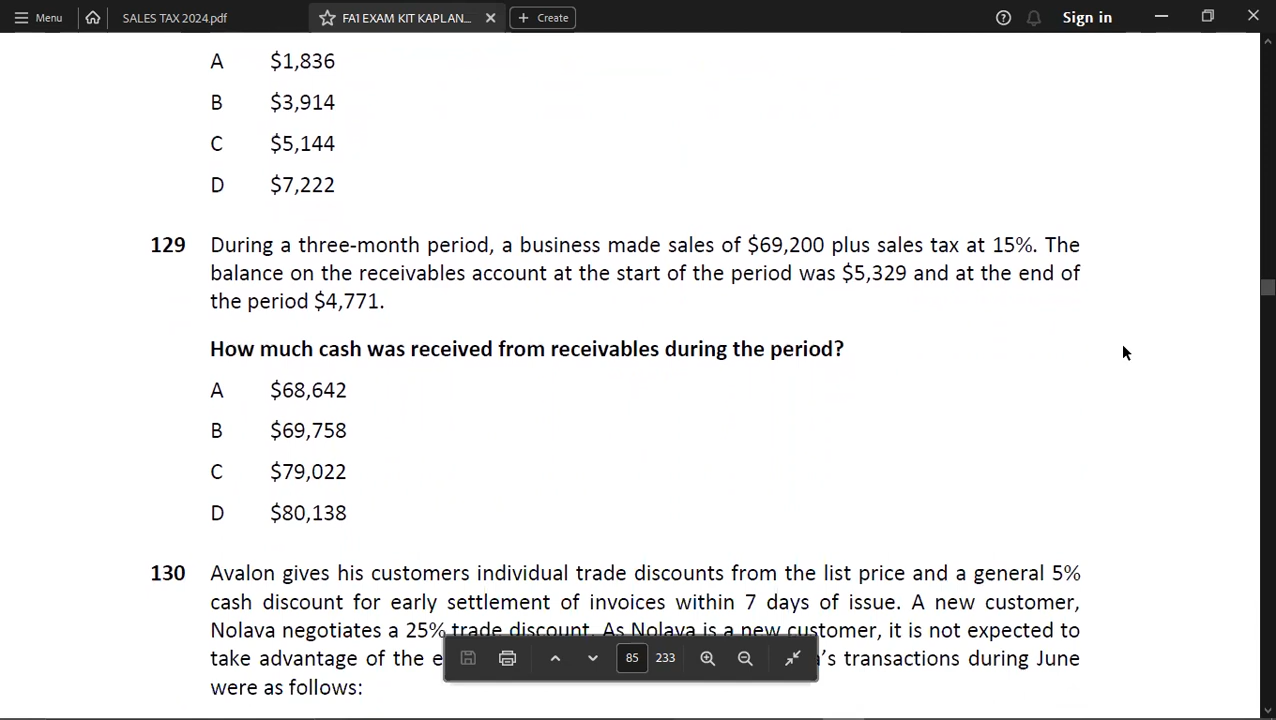 Menu
SALES TAX 2024.pdf
FA1 EXAM KIT KAPLAN...
+ Create
Sign in
A $1,836
B $3,914
C $5,144
D $7,222
129 During a three-month period, a business made sales of $69,200 plus sales tax at 15%. The
balance on the receivables account at the start of the period was $5,329 and at the end of
the period $4,771.
How much cash was received from receivables during the period?
A $68,642
B $69,758
C $79,022
D $80,138
130 Avalon gives his customers individual trade discounts from the list price and a general 5%
cash discount for early settlement of invoices within 7 days of issue. A new customer,
Nolava negotiates a 25% trade discount. As Nolava is a new customer, it is not expected to
take advantage of the 's transactions during June
were as follows:
85 233